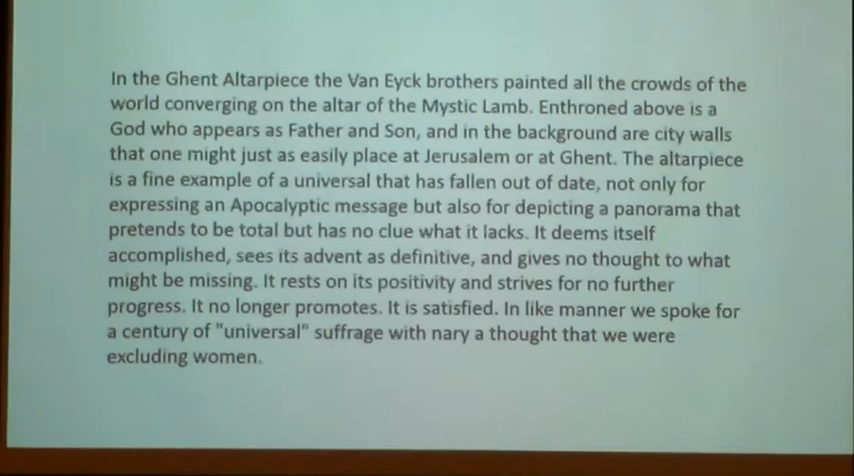 In the Ghent Altarpiece the Van Eyck brothers painted all the crowds of the
world converging on the altar of the Mystic Lamb. Enthroned above is a
God who appears as Father and Son, and in the background are city walls
that one might just as easily place at Jerusalem or at Ghent. The altarpiece
is a fine example of a universal that has fallen out of date, not only for
expressing an Apocalyptic message but also for depicting a panorama that
pretends to be total but has no clue what it lacks. It deems itself
accomplished, sees its advent as definitive, and gives no thought to what
might be missing. It rests on its positivity and strives for no further
progress. It no longer promotes. It is satisfied. In like manner we spoke for
a century of "universal" suffrage with nary a thought that we were
excluding women.